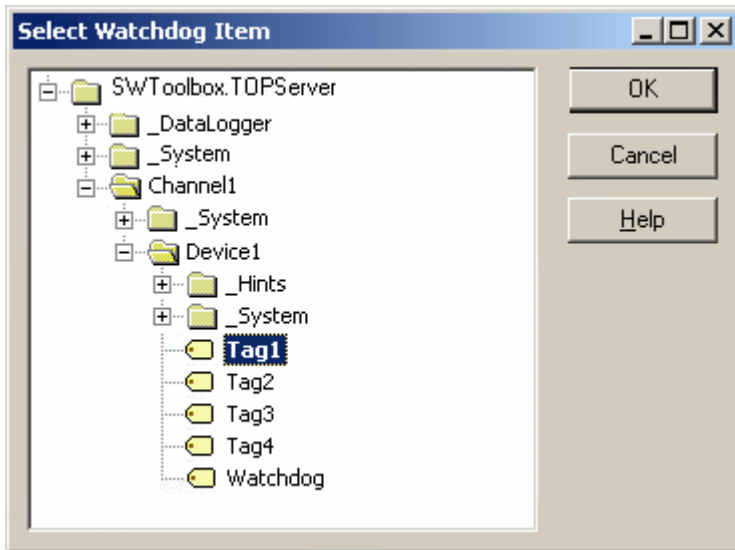 Select Watchdog Item
SWToolbox.TOPServer
_DataLogger
_System
Channel1
_System
Device1
_Hints
_System
Tag1
Tag2
Tag3
Tag4
Watchdog
OK
Cancel
Help